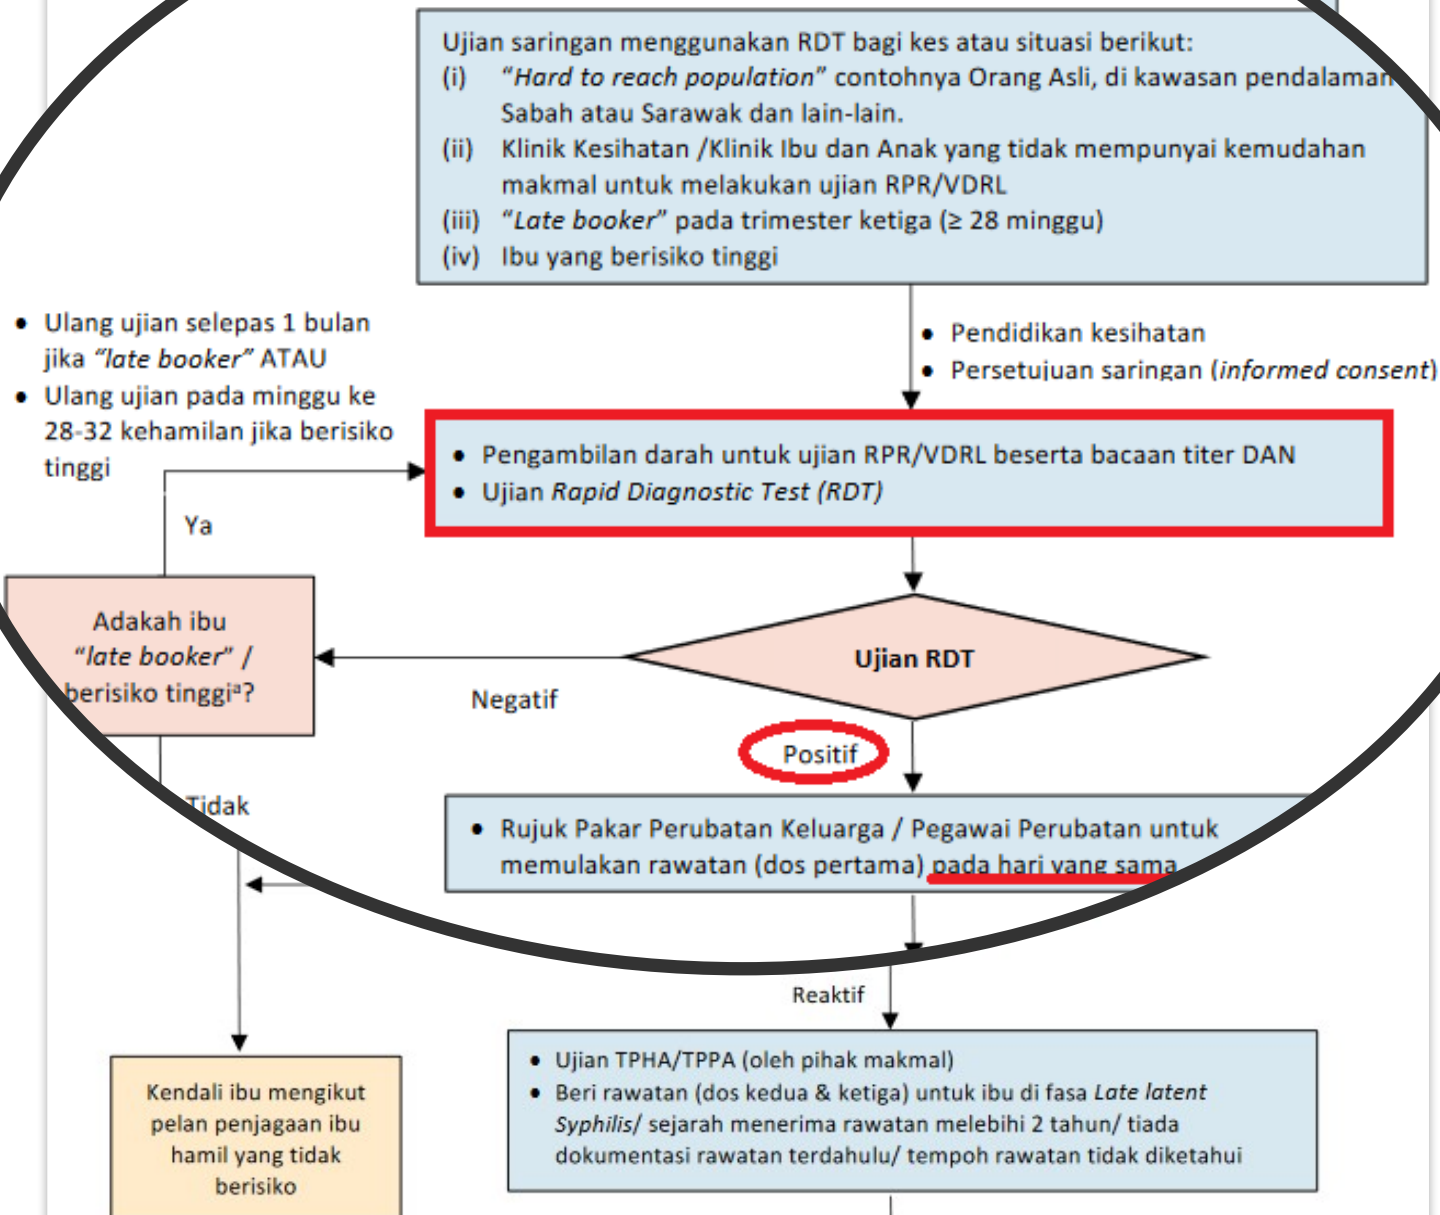 Ujian saringan menggunakan RDT bagi kes atau situasi berikut:
(i) “Hard to reach population” contohnya Orang Asli, di kawasan pendalaman
Sabah atau Sarawak dan lain-lain.
(ii) Klinik Kesihatan /Klinik Ibu dan Anak yang tidak mempunyai kemudahan
makmal untuk melakukan ujian RPR/VDRL
(iii) “Late booker” pada trimester ketiga (≥ 28 minggu)
(iv) Ibu yang berisiko tinggi
• Ulang ujian selepas 1 bulan
jika “late booker” ATAU
• Ulang ujian pada minggu ke
28-32 kehamilan jika berisiko
tinggi
• Pendidikan kesihatan
• Persetujuan saringan (informed consent)
• Pengambilan darah untuk ujian RPR/VDRL beserta bacaan titer DAN
• Ujian Rapid Diagnostic Test (RDT)
Ya
Adakah ibu
“late booker” /
berisiko tinggiᵃ?
Negatif
Ujian RDT
Positif
Tidak
• Rujuk Pakar Perubatan Keluarga / Pegawai Perubatan untuk
memulakan rawatan (dos pertama) pada hari yang sama
Reaktif
• Ujian TPHA/TPPA (oleh pihak makmal)
• Beri rawatan (dos kedua & ketiga) untuk ibu di fasa Late latent
Syphilis/ sejarah menerima rawatan melebihi 2 tahun/ tiada
dokumentasi rawatan terdahulu/ tempoh rawatan tidak diketahui
Kendali ibu mengikut
pelan penjagaan ibu
hamil yang tidak
berisiko